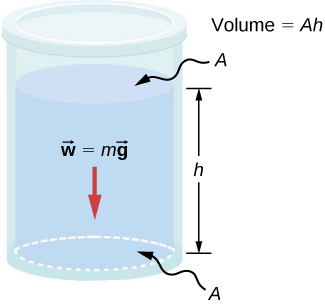 Volume = Ah
A
w⃗ = mg⃗
h
A